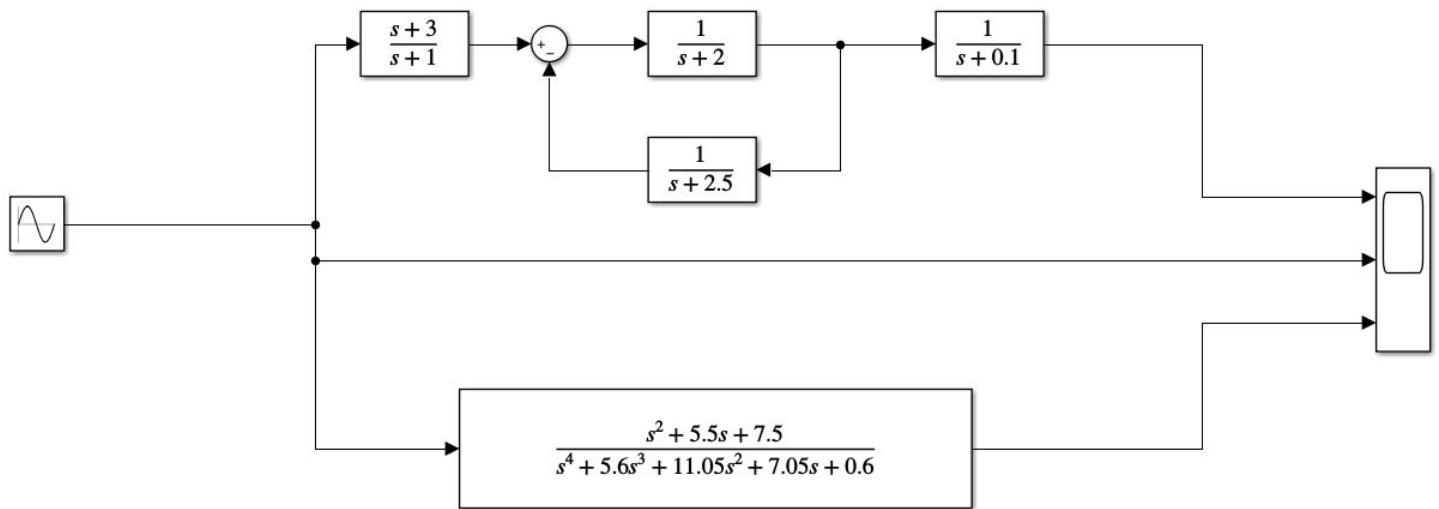 s + 3
s + 1
+
−
1
s + 2
1
s + 0.1
1
s + 2.5
s² + 5.5s + 7.5
s⁴ + 5.6s³ + 11.05s² + 7.05s + 0.6